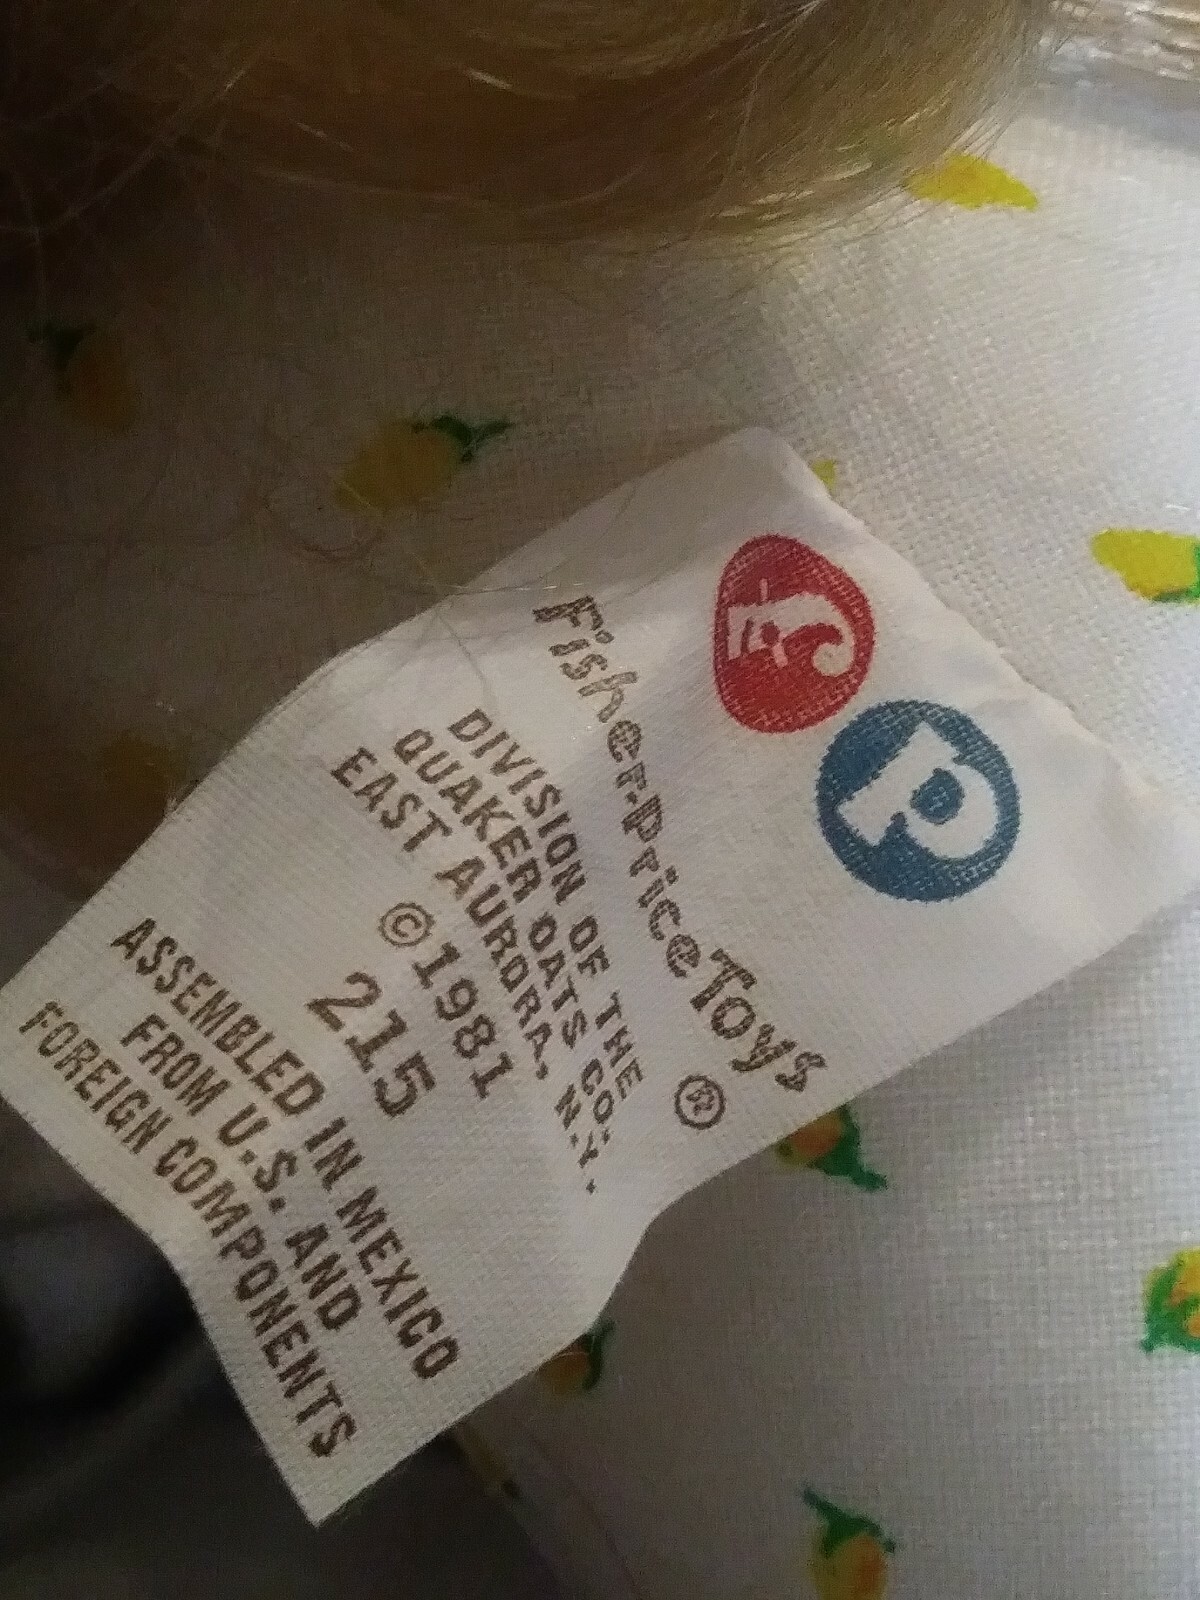 fp
Fisher-Price Toys ®
DIVISION OF THE
QUAKER OATS CO.
EAST AURORA, N.Y.
©1981
215
ASSEMBLED IN MEXICO
FROM U.S. AND
FOREIGN COMPONENTS